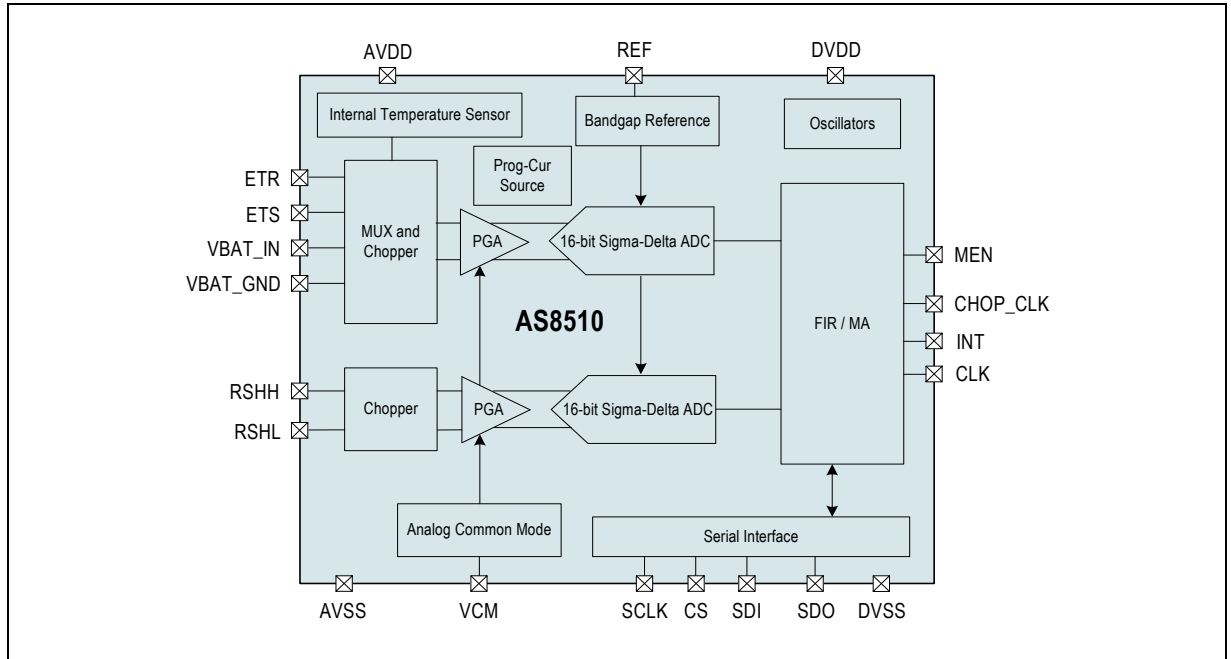 AVDD
REF
DVDD
Internal Temperature Sensor
Bandgap Reference
Oscillators
Prog-Cur
Source
ETR
ETS
VBAT_IN
VBAT_GND
MUX and
Chopper
PGA
16-bit Sigma-Delta ADC
MEN
CHOP_CLK
INT
CLK
FIR / MA
AS8510
RSHH
RSHL
Chopper
PGA
16-bit Sigma-Delta ADC
Analog Common Mode
Serial Interface
AVSS
VCM
SCLK
CS
SDI
SDO
DVSS